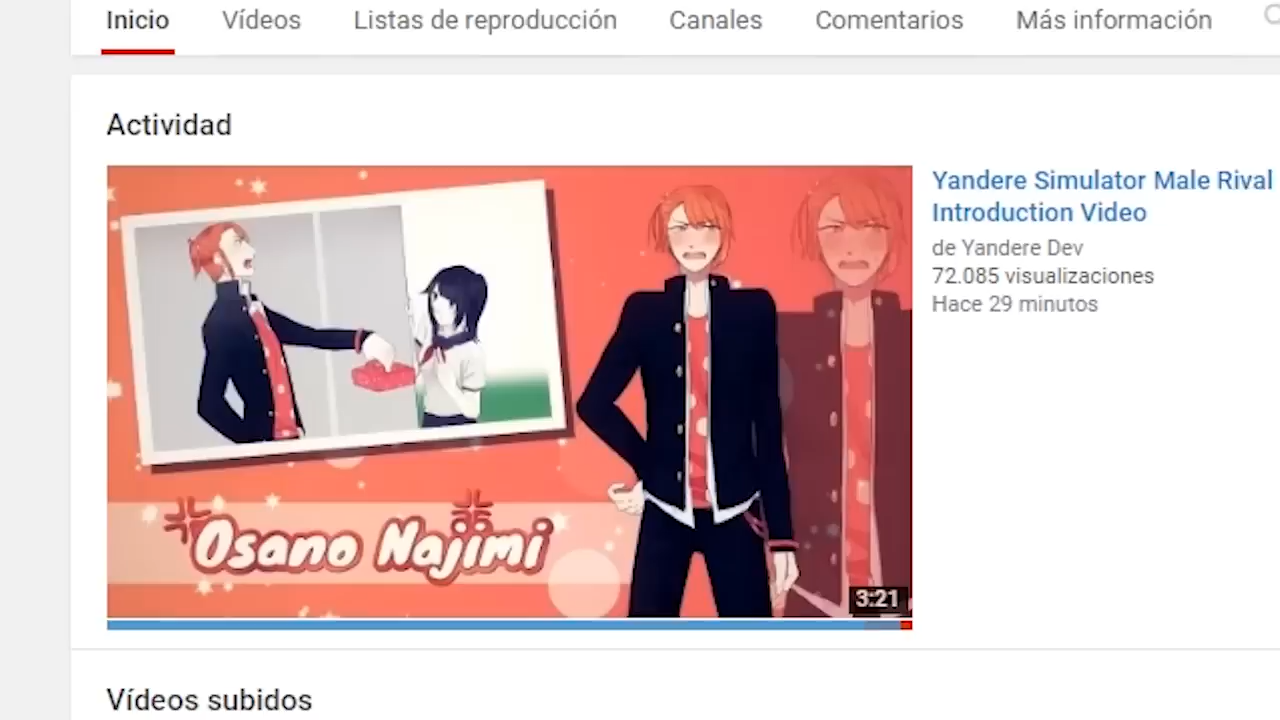 Inicio Vídeos Listas de reproducción Canales Comentarios Más información
Actividad
Yandere Simulator Male Rival
Introduction Video
de Yandere Dev
72.085 visualizaciones
Hace 29 minutos
Osano Najimi
3:21
Vídeos subidos